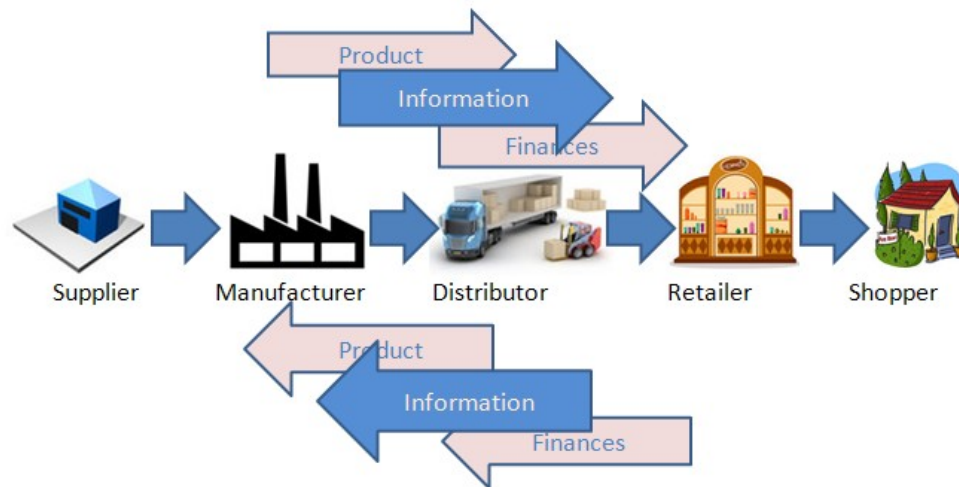 Product
Information
Finances
Supplier
Manufacturer
Distributor
Retailer
Shopper
Product
Information
Finances